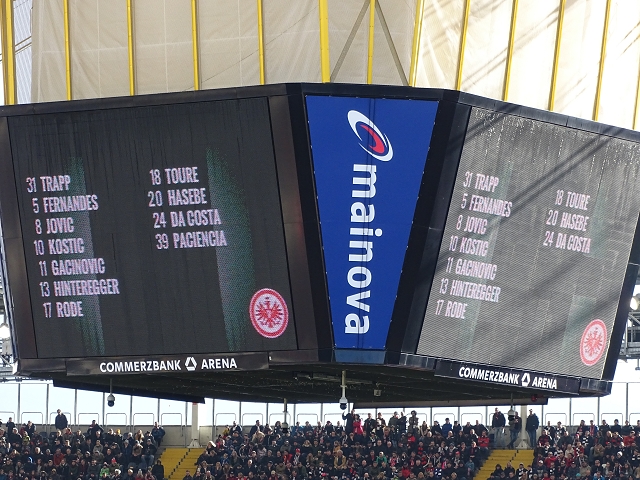 31 TRAPP
5 FERNANDES
8 JOVIC
10 KOSTIC
11 GACINOVIC
13 HINTEREGGER
17 RODE
18 TOURE
20 HASEBE
24 DA COSTA
39 PACIENCIA
COMMERZBANK ARENA
mainova
31 TRAPP
5 FERNANDES
8 JOVIC
10 KOSTIC
11 GACINOVIC
13 HINTEREGGER
17 RODE
18 TOURE
20 HASEBE
24 DA COSTA
COMMERZBANK ARENA